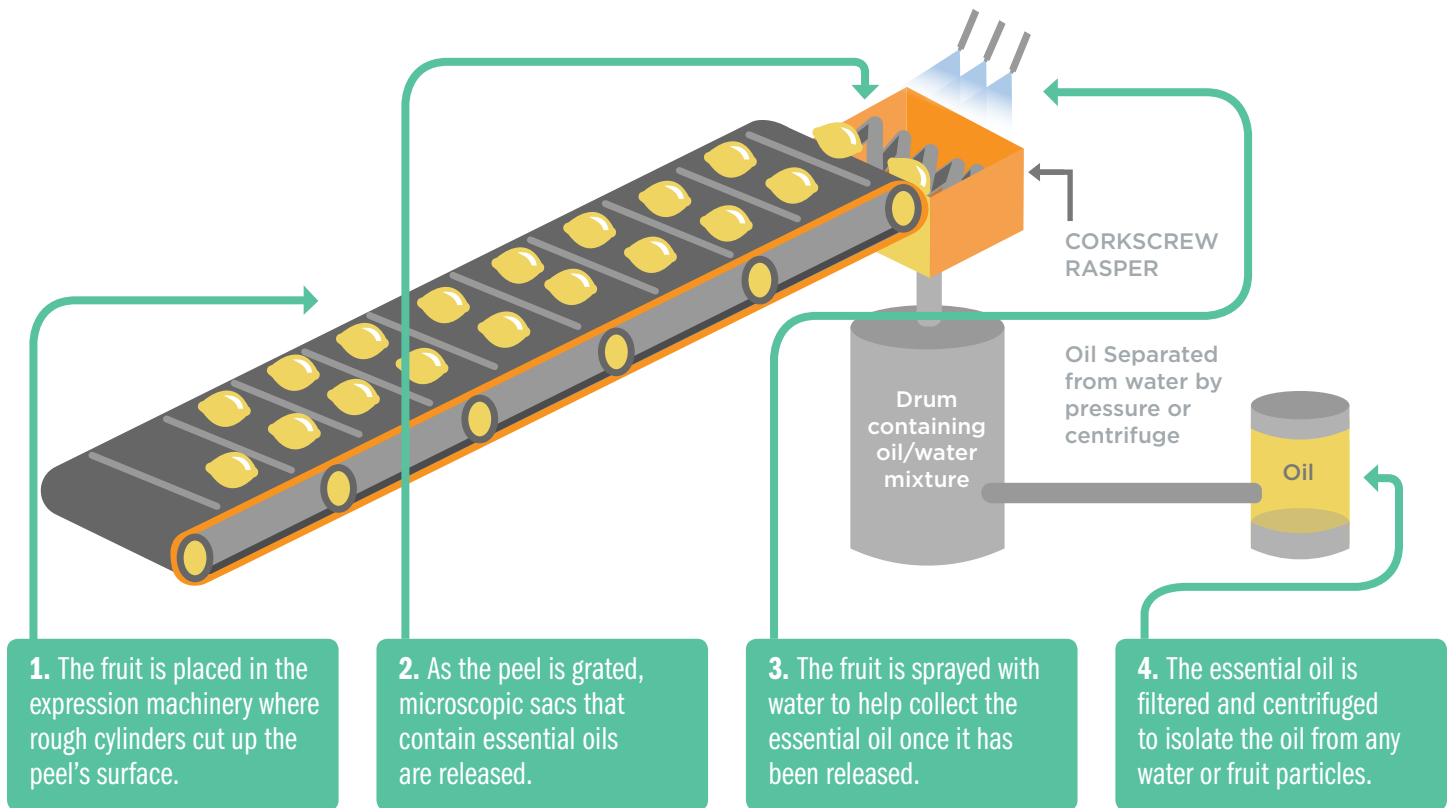 CORKSCREW
RASPER
Oil Separated
from water by
pressure or
centrifuge
Drum
containing
oil/water
mixture
Oil
1. The fruit is placed in the
expression machinery where
rough cylinders cut up the
peel’s surface.
2. As the peel is grated,
microscopic sacs that
contain essential oils
are released.
3. The fruit is sprayed with
water to help collect the
essential oil once it has
been released.
4. The essential oil is
filtered and centrifuged
to isolate the oil from any
water or fruit particles.